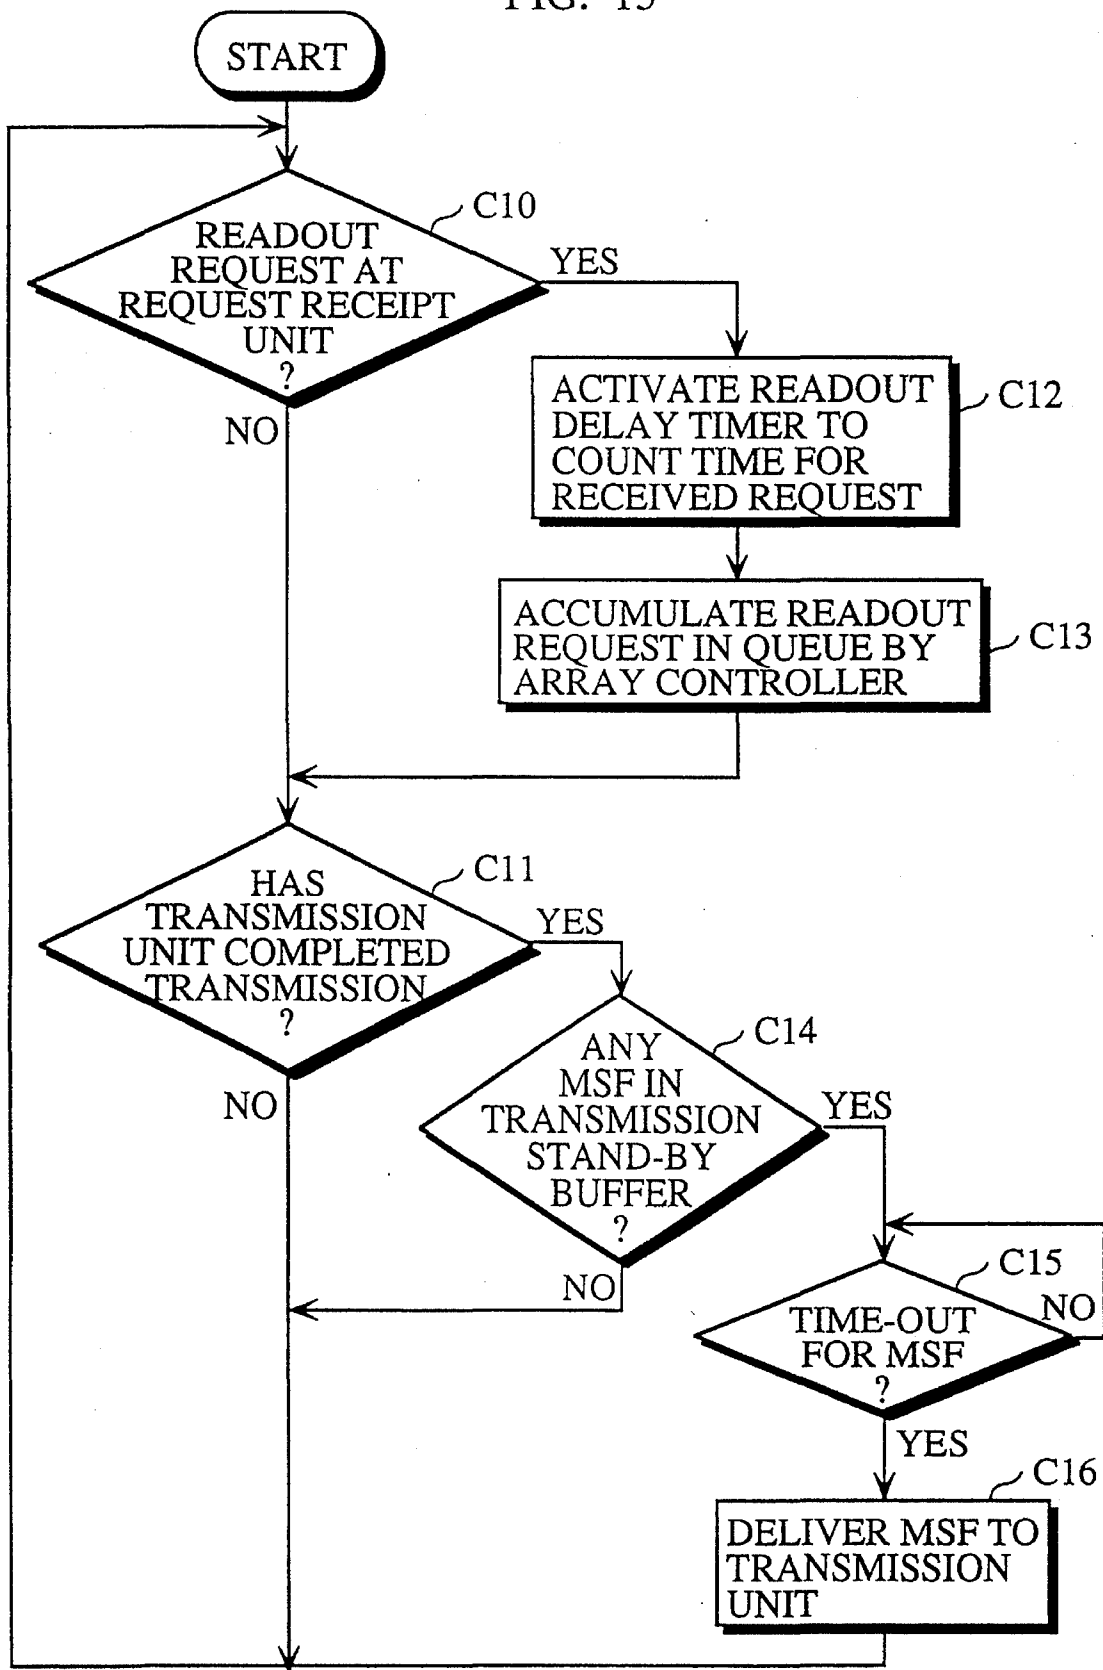 FIG. 15
START
C10
READOUT
REQUEST AT
REQUEST RECEIPT
UNIT
?
YES
NO
ACTIVATE READOUT
DELAY TIMER TO
COUNT TIME FOR
RECEIVED REQUEST
C12
ACCUMULATE READOUT
REQUEST IN QUEUE BY
ARRAY CONTROLLER
C13
C11
HAS
TRANSMISSION
UNIT COMPLETED
TRANSMISSION
?
YES
NO
C14
ANY
MSF IN
TRANSMISSION
STAND-BY
BUFFER
?
YES
NO
C15
TIME-OUT
FOR MSF
?
NO
YES
C16
DELIVER MSF TO
TRANSMISSION
UNIT